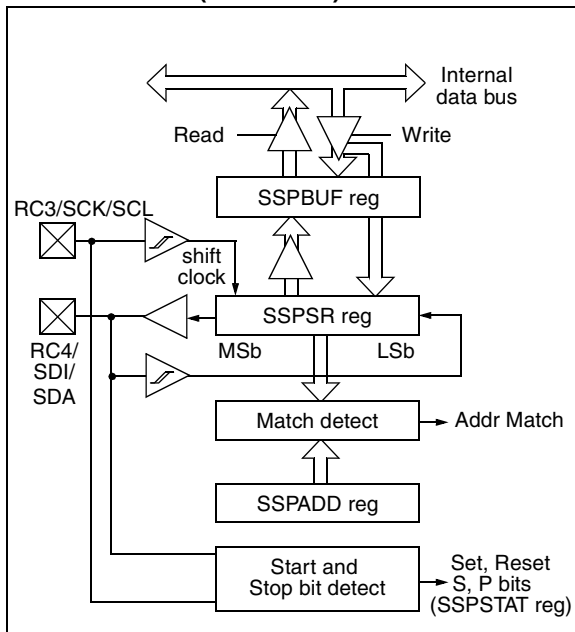 Internal
data bus
Read
Write
SSPBUF reg
RC3/SCK/SCL
shift
clock
SSPSR reg
MSb
LSb
RC4/
SDI/
SDA
Match detect
Addr Match
SSPADD reg
Start and
Stop bit detect
Set, Reset
S, P bits
(SSPSTAT reg)